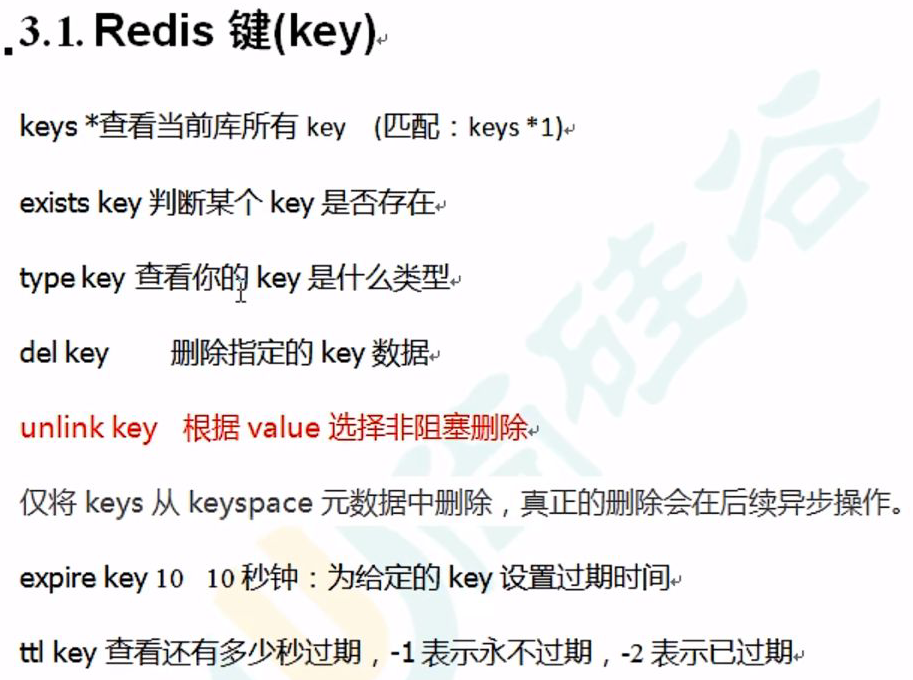 3.1. Redis 键(key)
keys *查看当前库所有 key (匹配：keys *1)
exists key 判断某个 key 是否存在
type key 查看你的 key 是什么类型
del key 删除指定的 key 数据
unlink key 根据 value 选择非阻塞删除
仅将 keys 从 keyspace 元数据中删除，真正的删除会在后续异步操作。
expire key 10 10 秒钟：为给定的 key 设置过期时间
ttl key 查看还有多少秒过期，-1 表示永不过期，-2 表示已过期
尚硅谷